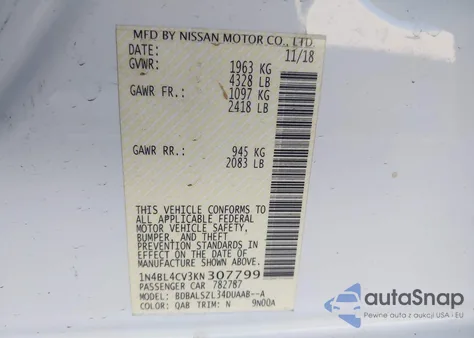 MFD BY NISSAN MOTOR CO., LTD.
DATE: 11/18
GVWR: 1963 KG
4328 LB
GAWR FR.: 1097 KG
2418 LB
GAWR RR.: 945 KG
2083 LB
THIS VEHICLE CONFORMS TO
ALL APPLICABLE FEDERAL
MOTOR VEHICLE SAFETY,
BUMPER, AND THEFT
PREVENTION STANDARDS IN
EFFECT ON THE DATE OF
MANUFACTURE SHOWN ABOVE.
1N4BL4CV3KN307799
PASSENGER CAR 782787
MODEL: BDBALSZL34DUAAB--A
COLOR: QAB TRIM: N 9N00A
autoSnap
Pewne auta z aukcji USA - EU